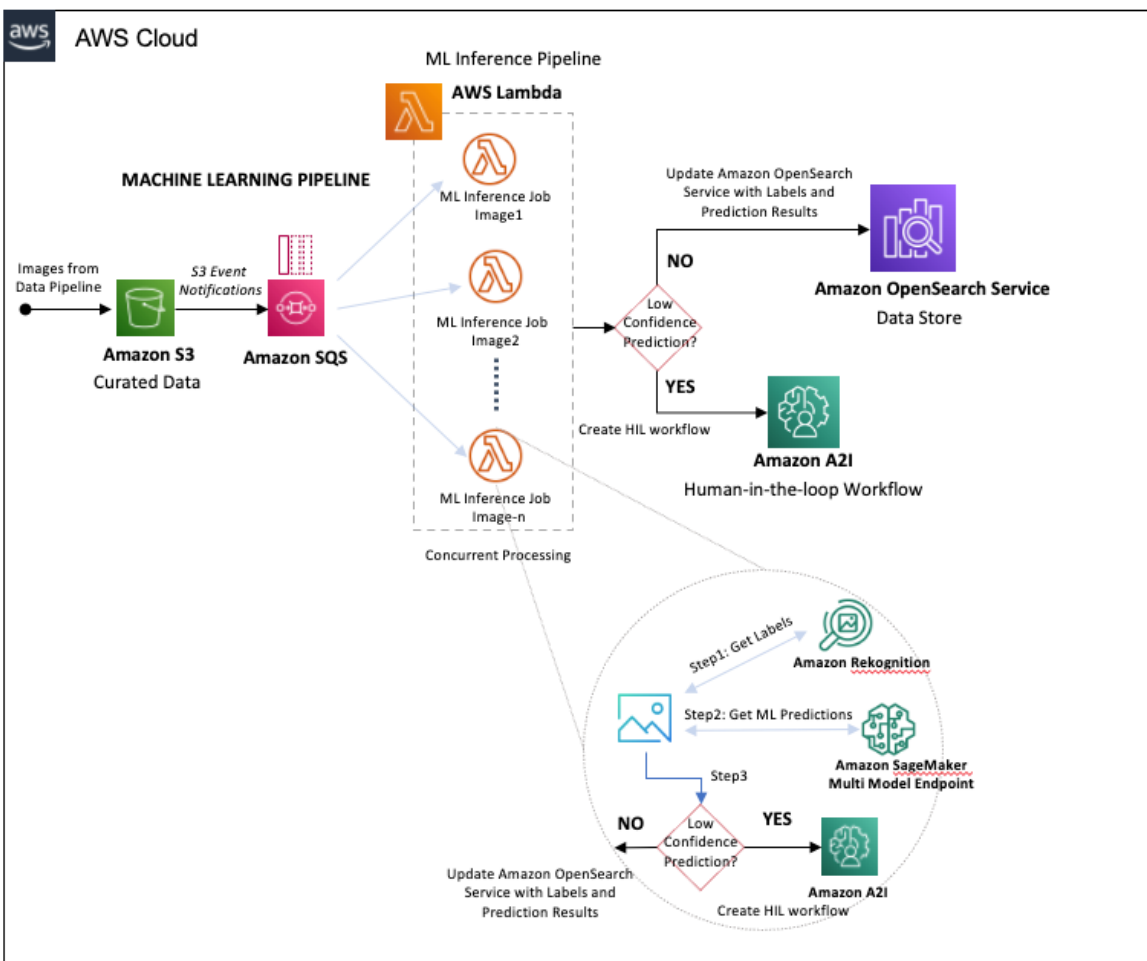 aws
AWS Cloud
ML Inference Pipeline
AWS Lambda
MACHINE LEARNING PIPELINE
ML Inference Job
Image1
Update Amazon OpenSearch
Service with Labels and
Prediction Results
Images from
Data Pipeline
S3 Event
Notifications
NO
Amazon OpenSearch Service
Data Store
ML Inference Job
Image2
Low
Confidence
Prediction?
Amazon S3
Curated Data
Amazon SQS
YES
Create HIL workflow
Amazon A2I
Human-in-the-loop Workflow
ML Inference Job
Image-n
Concurrent Processing
Step1: Get Labels
Amazon Rekognition
Step2: Get ML Predictions
Amazon SageMaker
Multi Model Endpoint
Step3
NO
Low
Confidence
Prediction?
YES
Update Amazon OpenSearch
Service with Labels and
Prediction Results
Amazon A2I
Create HIL workflow